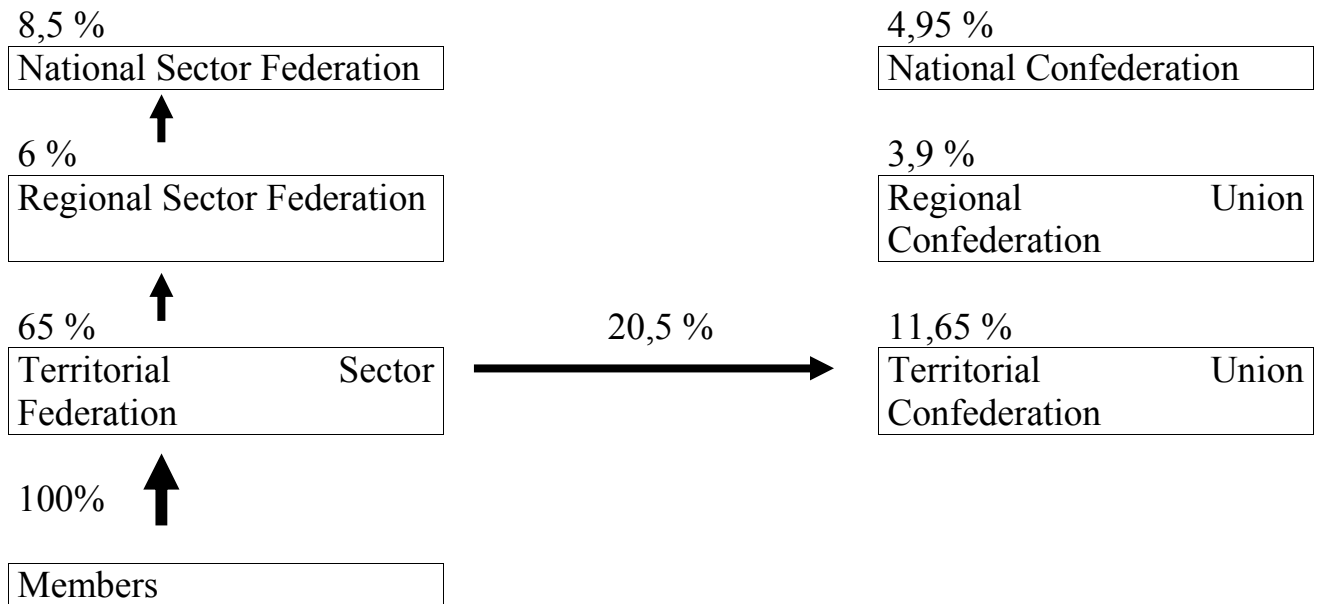 8,5 %
National Sector Federation
4,95 %
National Confederation
6 %
Regional Sector Federation
3,9 %
Regional Union
Confederation
65 %
Territorial Sector
Federation
20,5 %
11,65 %
Territorial Union
Confederation
100%
Members